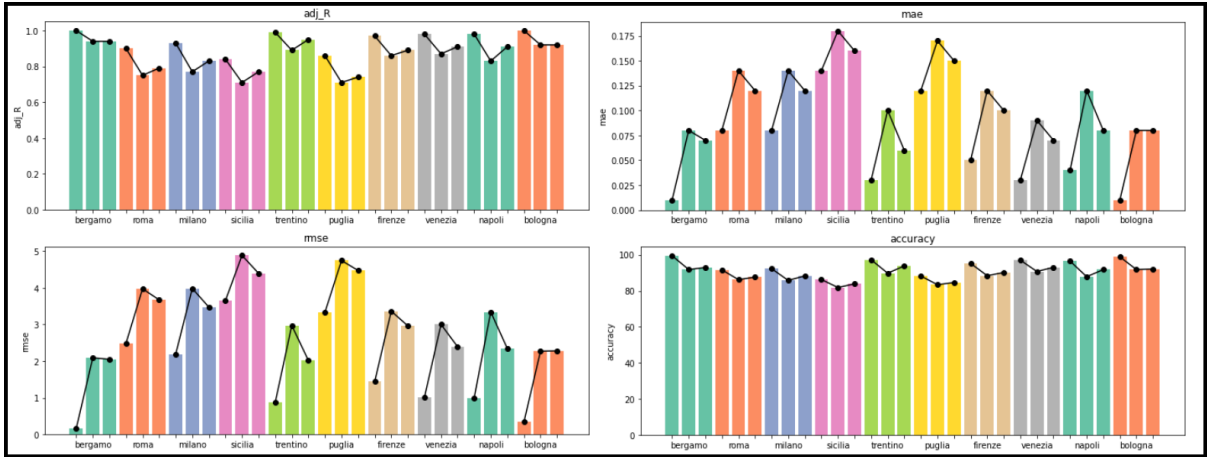 adj_R
1.0
0.8
0.6
0.4
0.2
0.0
adj_R
bergamo roma milano sicilia trentino puglia firenze venezia napoli bologna
mae
0.175
0.150
0.125
0.100
0.075
0.050
0.025
0.000
mae
bergamo roma milano sicilia trentino puglia firenze venezia napoli bologna
rmse
5
4
3
2
1
0
rmse
bergamo roma milano sicilia trentino puglia firenze venezia napoli bologna
accuracy
100
80
60
40
20
0
accuracy
bergamo roma milano sicilia trentino puglia firenze venezia napoli bologna